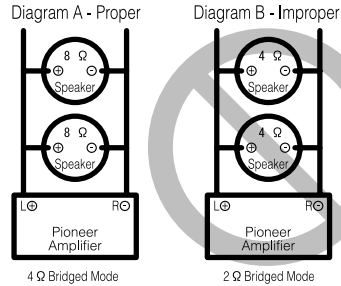 Diagram A - Proper
8 Ω
⊕ ⊖
Speaker
8 Ω
⊕ ⊖
Speaker
L⊕ R⊖
Pioneer
Amplifier
4 Ω Bridged Mode
Diagram B - Improper
4 Ω
⊕ ⊖
Speaker
4 Ω
⊕ ⊖
Speaker
L⊕ R⊖
Pioneer
Amplifier
2 Ω Bridged Mode